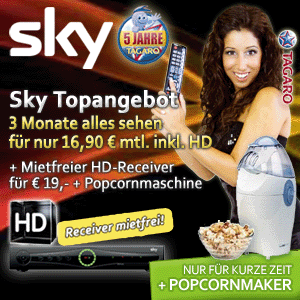 sky
5 JAHRE
TAGARO
TAGARO
Sky Topangebot
3 Monate alles sehen
für nur 16,90 € mtl. inkl. HD
+ Mietfreier HD-Receiver
für € 19,- + Popcornmaschine
HD
Receiver mietfrei!
sky
NUR FÜR KURZE ZEIT
+ POPCORNMAKER